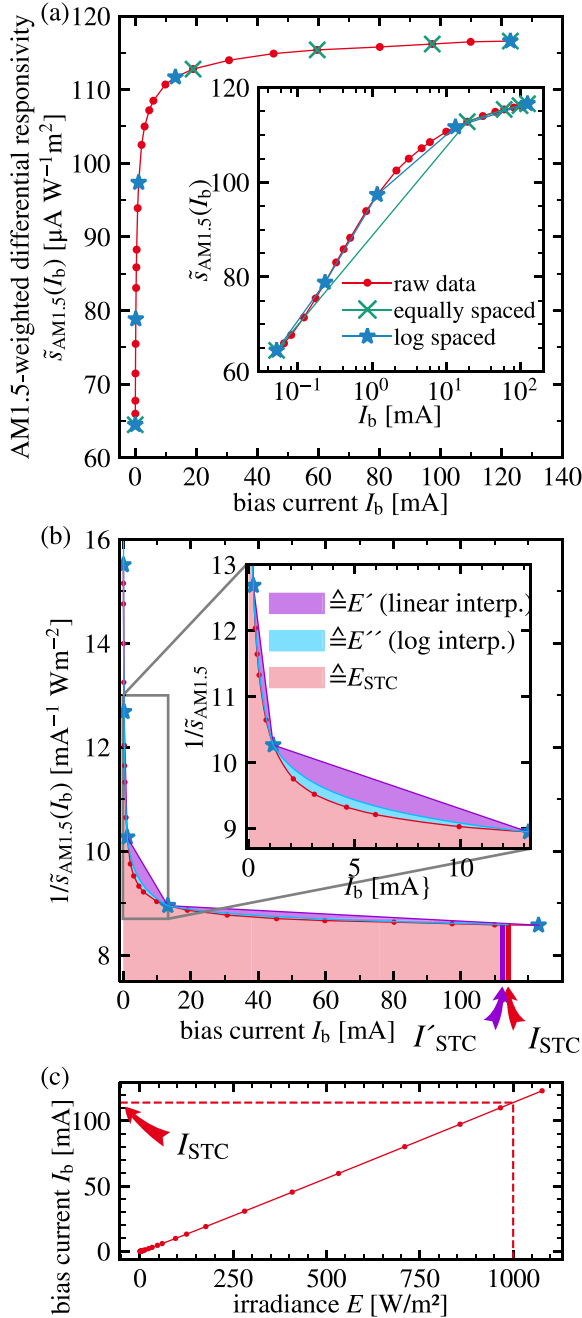 (a)
AM1.5-weighted differential responsivity
s̃AM1.5(Ib) [µA W−1m2]
120
110
100
90
80
70
60
0 20 40 60 80 100 120 140
bias current Ib [mA]
s̃AM1.5(Ib)
120
100
80
60
10−1 100 101 102
Ib [mA]
raw data
equally spaced
log spaced
(b)
1/s̃AM1.5(Ib) [mA−1 Wm−2]
16
14
12
10
8
0 20 40 60 80 100 120
bias current Ib [mA]
1/s̃AM1.5
13
12
11
10
9
0 5 10
Ib [mA}
≙E′ (linear interp.)
≙E′′ (log interp.)
≙ESTC
I′STC
ISTC
(c)
bias current Ib [mA]
100
50
0
ISTC
0 250 500 750 1000
irradiance E [W/m²]